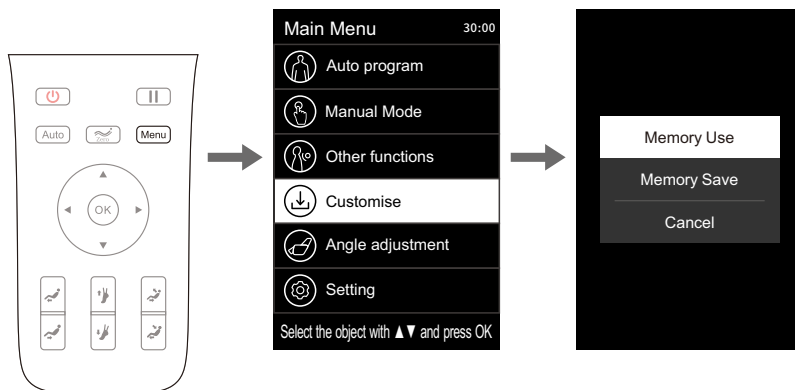 Auto
Zero
Menu
OK
Main Menu 30:00
Auto program
Manual Mode
Other functions
Customise
Angle adjustment
Setting
Select the object with ▲▼ and press OK
Memory Use
Memory Save
Cancel